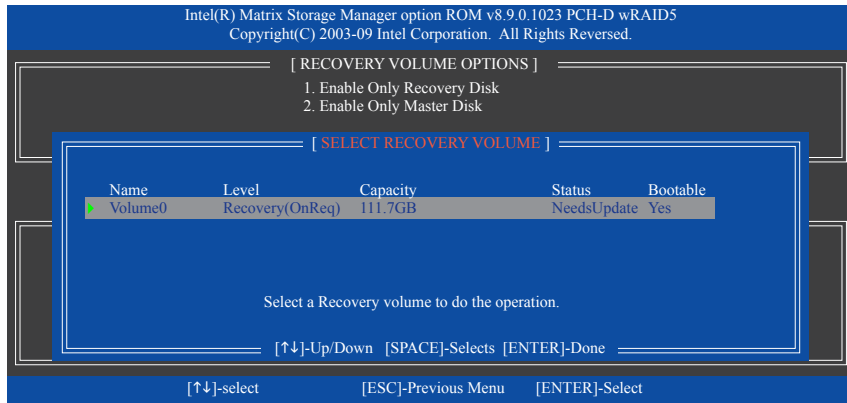 Intel(R) Matrix Storage Manager option ROM v8.9.0.1023 PCH-D wRAID5
Copyright(C) 2003-09 Intel Corporation.  All Rights Reversed.
[ RECOVERY VOLUME OPTIONS ]
1. Enable Only Recovery Disk
2. Enable Only Master Disk
[ SELECT RECOVERY VOLUME ]
Name Level Capacity Status Bootable
Volume0 Recovery(OnReq) 111.7GB NeedsUpdate Yes
Select a Recovery volume to do the operation.
[↑↓]-Up/Down [SPACE]-Selects [ENTER]-Done
[↑↓]-select [ESC]-Previous Menu [ENTER]-Select